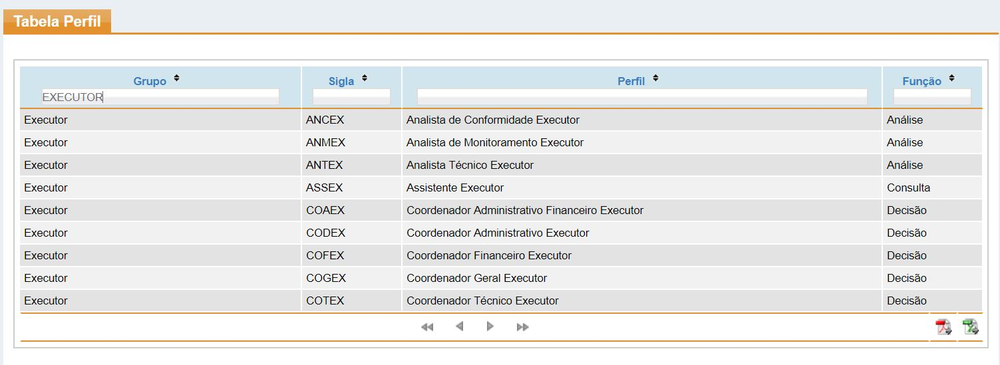 Tabela Perfil
Grupo Sigla Perfil Função
EXECUTOR
Executor ANCEX Analista de Conformidade Executor Análise
Executor ANMEX Analista de Monitoramento Executor Análise
Executor ANTEX Analista Técnico Executor Análise
Executor ASSEX Assistente Executor Consulta
Executor COAEX Coordenador Administrativo Financeiro Executor Decisão
Executor CODEX Coordenador Administrativo Executor Decisão
Executor COFEX Coordenador Financeiro Executor Decisão
Executor COGEX Coordenador Geral Executor Decisão
Executor COTEX Coordenador Técnico Executor Decisão